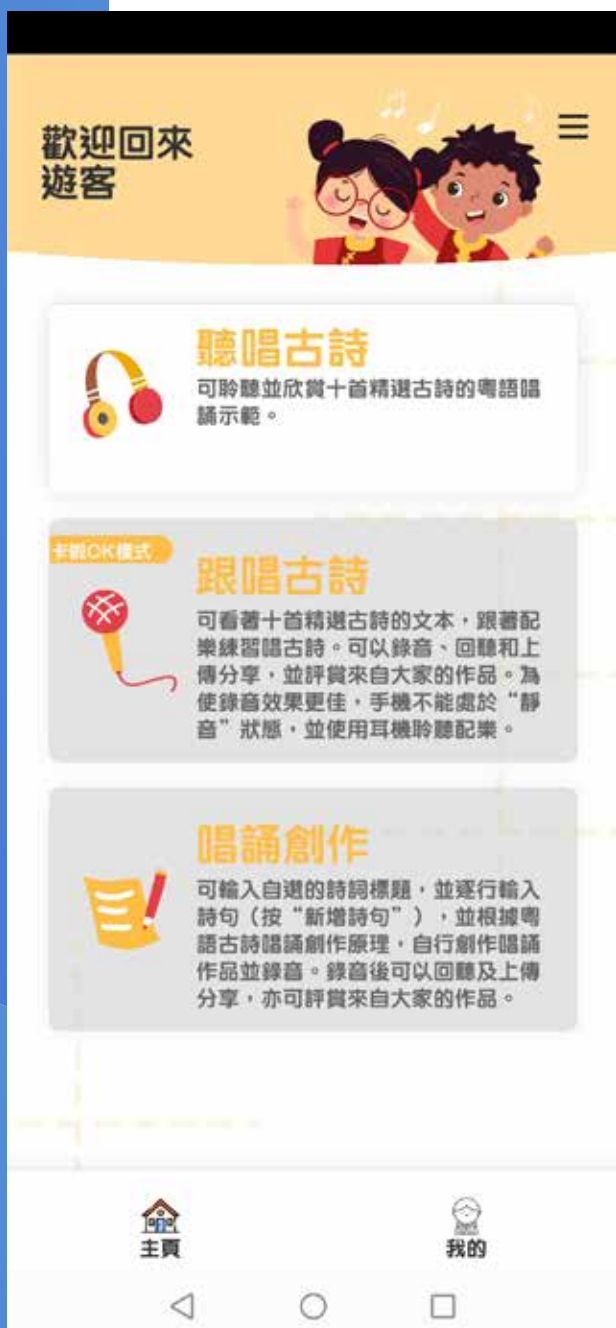 歡迎回來
遊客
聽唱古詩
可聆聽並欣賞十首精選古詩的粵語唱
誦示範。
卡啦OK模式
跟唱古詩
可看著十首精選古詩的文本，跟著配
樂練習唱古詩。可以錄音、回聽和上
傳分享，並評賞來自大家的作品。為
使錄音效果更佳，手機不能處於“靜
音”狀態，並使用耳機聆聽配樂。
唱誦創作
可輸入自選的詩詞標題，並逐行輸入
詩句（按“新增詩句”），並根據粵
語古詩唱誦創作原理，自行創作唱誦
作品並錄音。錄音後可以回聽及上傳
分享，亦可評賞來自大家的作品。
主頁
我的